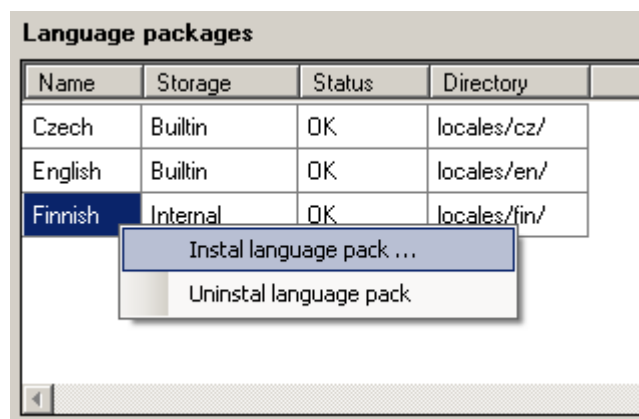 Language packages
Name Storage Status Directory
Czech Builtin OK locales/cz/
English Builtin OK locales/en/
Finnish Internal OK locales/fin/
Instal language pack ...
Uninstal language pack